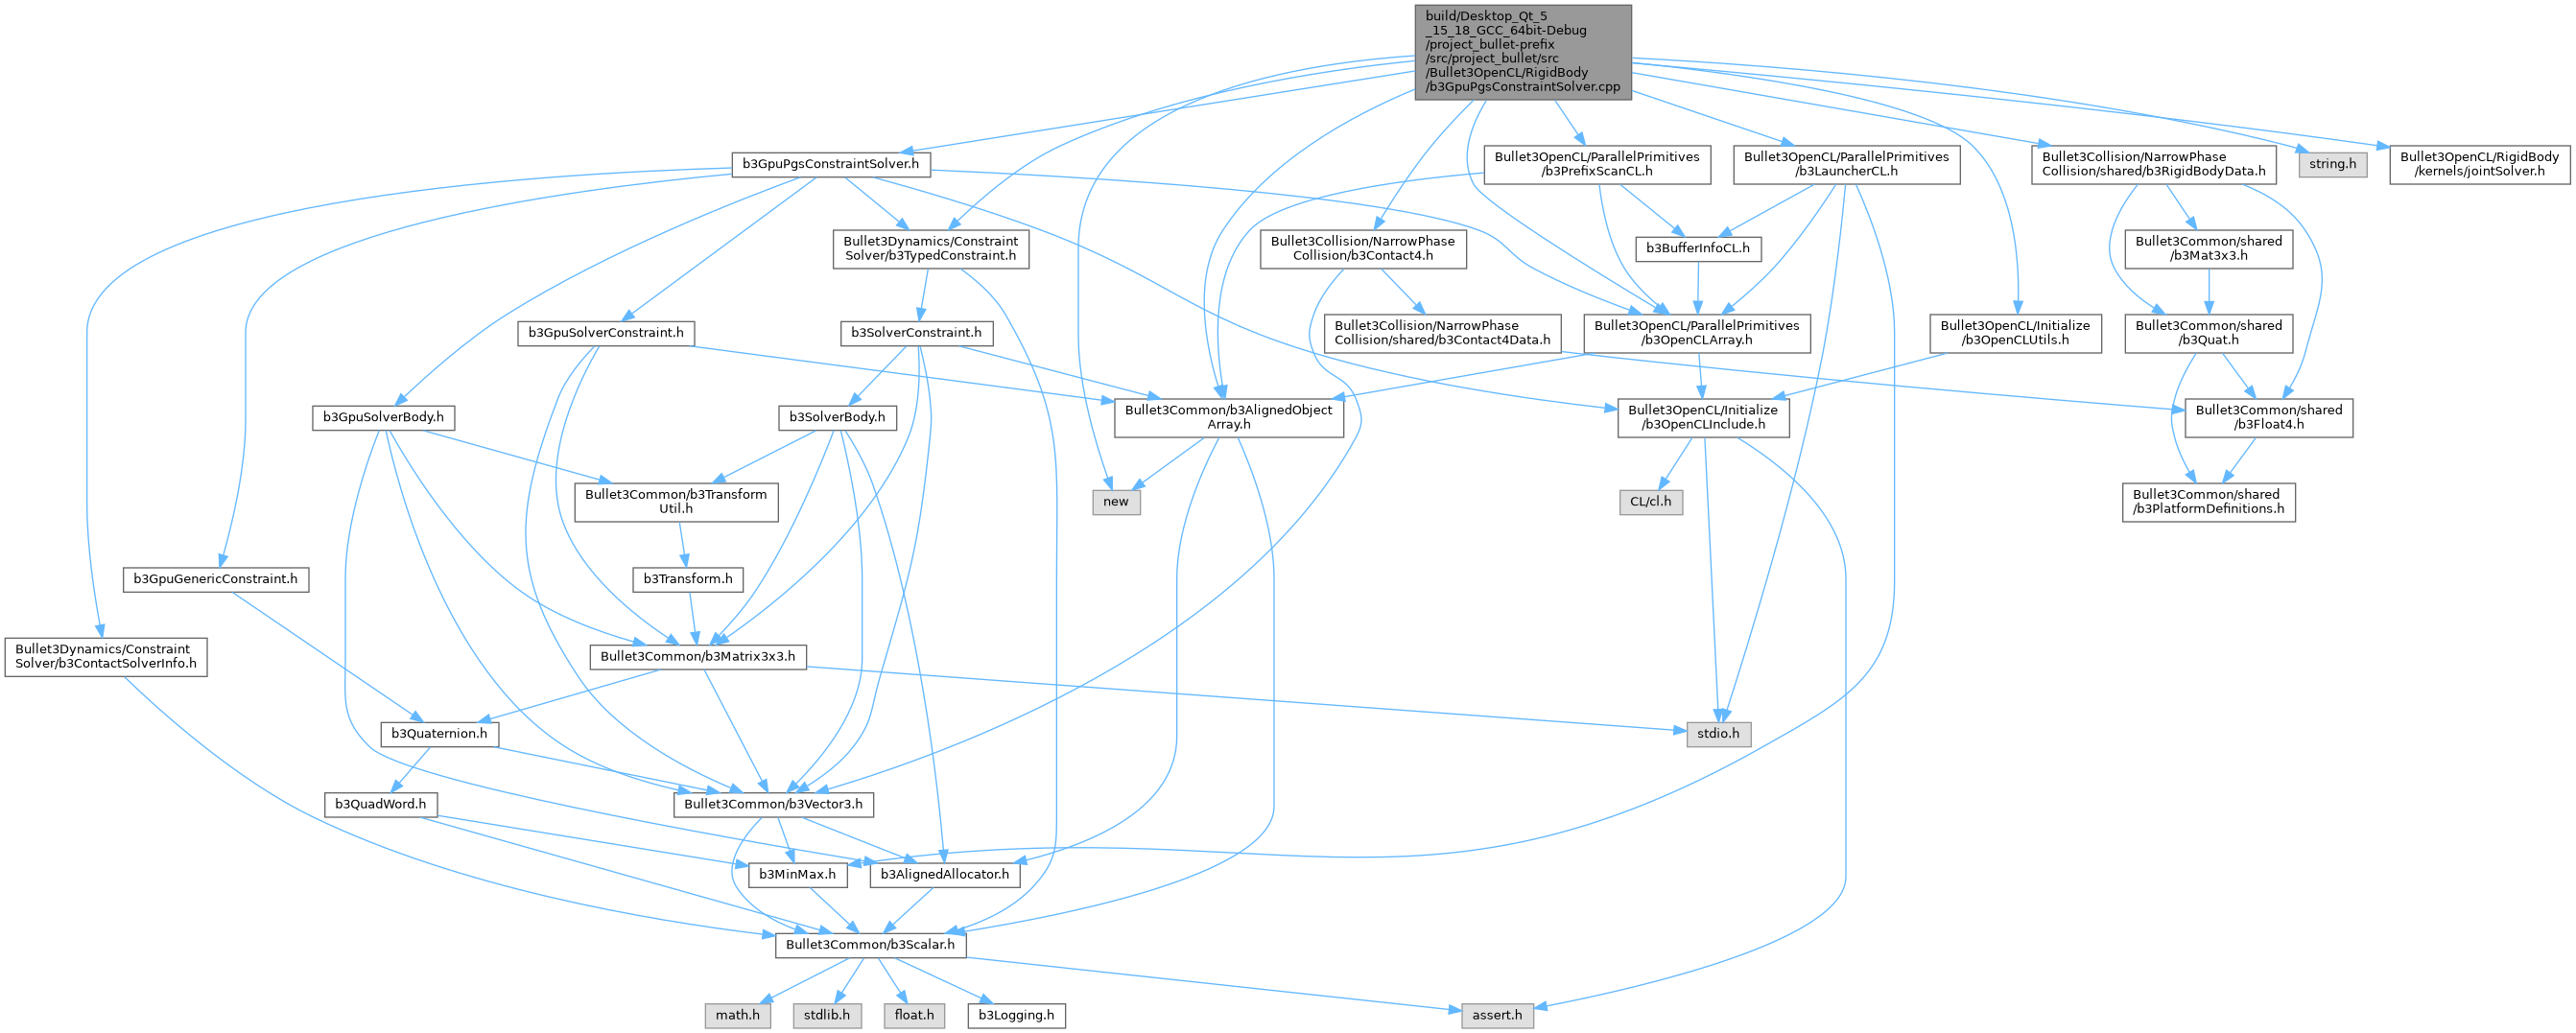 build/Desktop_Qt_5
_15_18_GCC_64bit-Debug
/project_bullet-prefix
/src/project_bullet/src
/Bullet3OpenCL/RigidBody
/b3GpuPgsConstraintSolver.cpp
b3GpuPgsConstraintSolver.h
Bullet3OpenCL/ParallelPrimitives
/b3PrefixScanCL.h
Bullet3OpenCL/ParallelPrimitives
/b3LauncherCL.h
Bullet3Collision/NarrowPhase
Collision/shared/b3RigidBodyData.h
string.h
Bullet3OpenCL/RigidBody
/kernels/jointSolver.h
Bullet3Dynamics/Constraint
Solver/b3TypedConstraint.h
Bullet3Collision/NarrowPhase
Collision/b3Contact4.h
b3BufferInfoCL.h
Bullet3Common/shared
/b3Mat3x3.h
b3GpuSolverConstraint.h
b3SolverConstraint.h
Bullet3Collision/NarrowPhase
Collision/shared/b3Contact4Data.h
Bullet3OpenCL/ParallelPrimitives
/b3OpenCLArray.h
Bullet3OpenCL/Initialize
/b3OpenCLUtils.h
Bullet3Common/shared
/b3Quat.h
b3GpuSolverBody.h
b3SolverBody.h
Bullet3Common/b3AlignedObject
Array.h
Bullet3OpenCL/Initialize
/b3OpenCLInclude.h
Bullet3Common/shared
/b3Float4.h
Bullet3Common/b3Transform
Util.h
new
CL/cl.h
Bullet3Common/shared
/b3PlatformDefinitions.h
b3GpuGenericConstraint.h
b3Transform.h
Bullet3Dynamics/Constraint
Solver/b3ContactSolverInfo.h
Bullet3Common/b3Matrix3x3.h
b3Quaternion.h
stdio.h
b3QuadWord.h
Bullet3Common/b3Vector3.h
b3MinMax.h
b3AlignedAllocator.h
Bullet3Common/b3Scalar.h
math.h
stdlib.h
float.h
b3Logging.h
assert.h